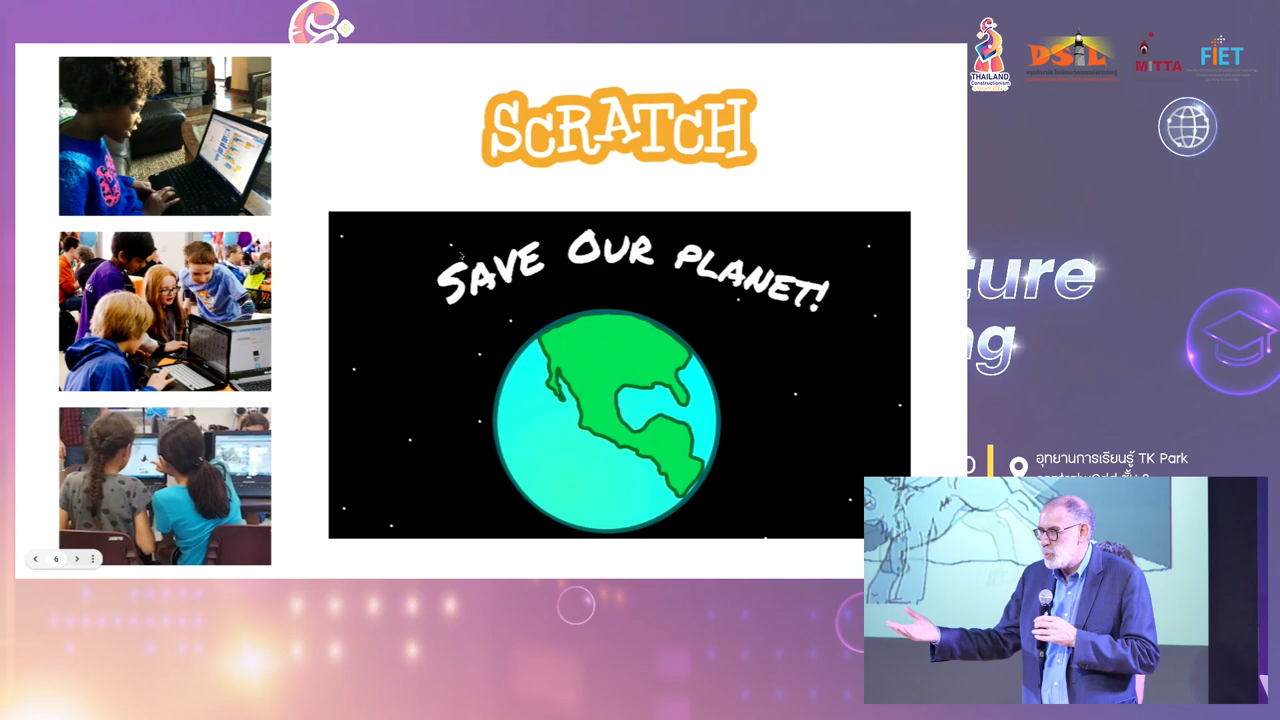 SCRATCH
SAVE OUR PLANET!
6
THAILAND
Constructionism
DSIL
MITTA
FIET
ture
ng
อุทยานการเรียนรู้ TK Park